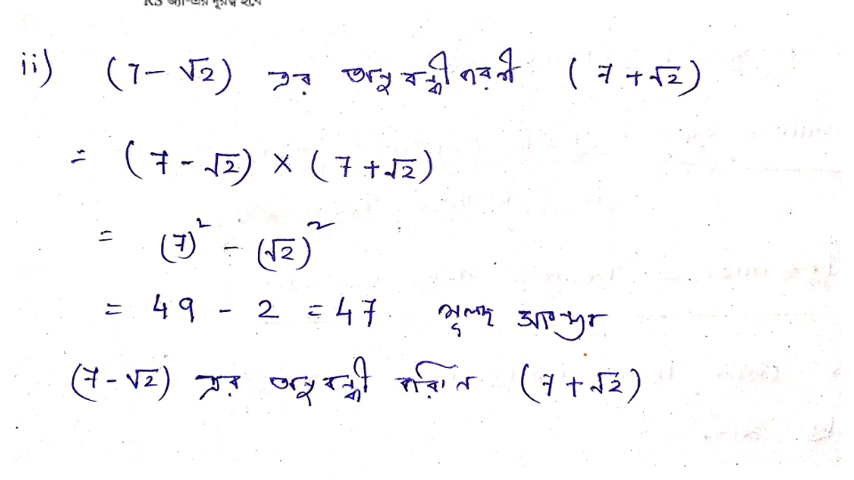 ii) (7 - √2) এর অনুবন্ধী করণী (7 + √2)
= (7 - √2) × (7 + √2)
= (7)² - (√2)²
= 49 - 2 = 47 মূলদ সংখ্যা
(7 - √2) এর অনুবন্ধী (7 + √2)